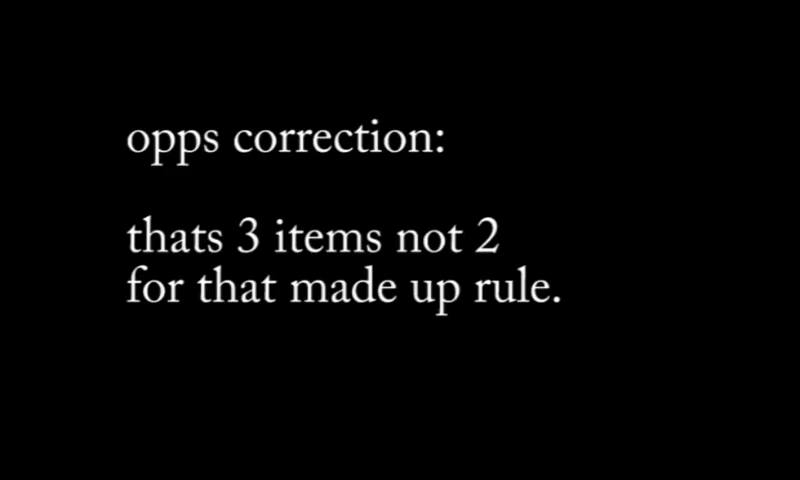 opps correction:
thats 3 items not 2
for that made up rule.